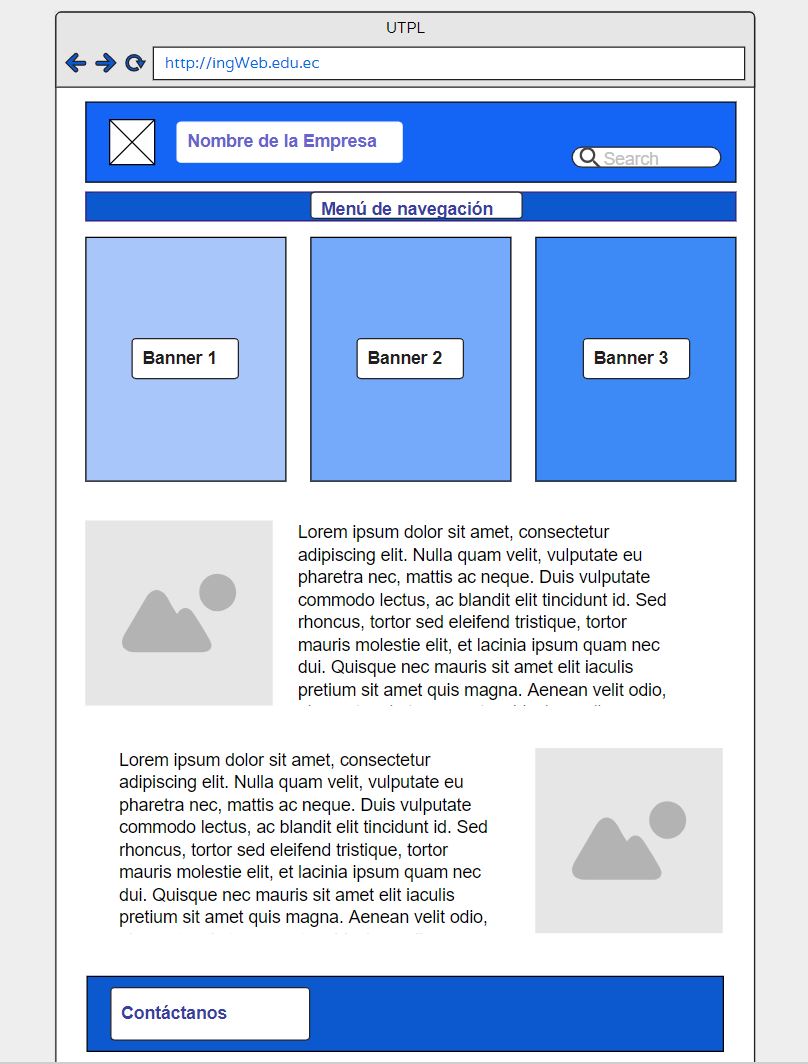 UTPL
http://ingWeb.edu.ec
Nombre de la Empresa
Search
Menú de navegación
Banner 1
Banner 2
Banner 3
Lorem ipsum dolor sit amet, consectetur
adipiscing elit. Nulla quam velit, vulputate eu
pharetra nec, mattis ac neque. Duis vulputate
commodo lectus, ac blandit elit tincidunt id. Sed
rhoncus, tortor sed eleifend tristique, tortor
mauris molestie elit, et lacinia ipsum quam nec
dui. Quisque nec mauris sit amet elit iaculis
pretium sit amet quis magna. Aenean velit odio,
Lorem ipsum dolor sit amet, consectetur
adipiscing elit. Nulla quam velit, vulputate eu
pharetra nec, mattis ac neque. Duis vulputate
commodo lectus, ac blandit elit tincidunt id. Sed
rhoncus, tortor sed eleifend tristique, tortor
mauris molestie elit, et lacinia ipsum quam nec
dui. Quisque nec mauris sit amet elit iaculis
pretium sit amet quis magna. Aenean velit odio,
Contáctanos